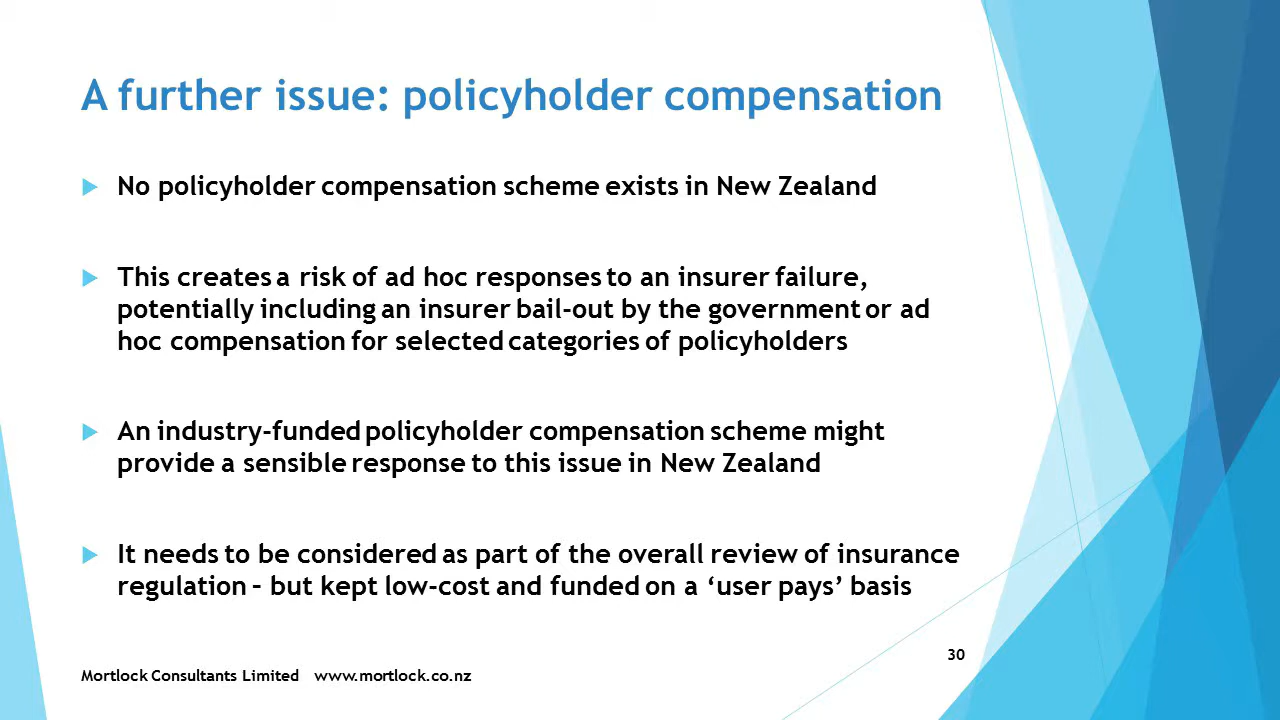 A further issue: policyholder compensation
No policyholder compensation scheme exists in New Zealand
This creates a risk of ad hoc responses to an insurer failure,
potentially including an insurer bail-out by the government or ad
hoc compensation for selected categories of policyholders
An industry-funded policyholder compensation scheme might
provide a sensible response to this issue in New Zealand
It needs to be considered as part of the overall review of insurance
regulation – but kept low-cost and funded on a ‘user pays’ basis
30
Mortlock Consultants Limited www.mortlock.co.nz